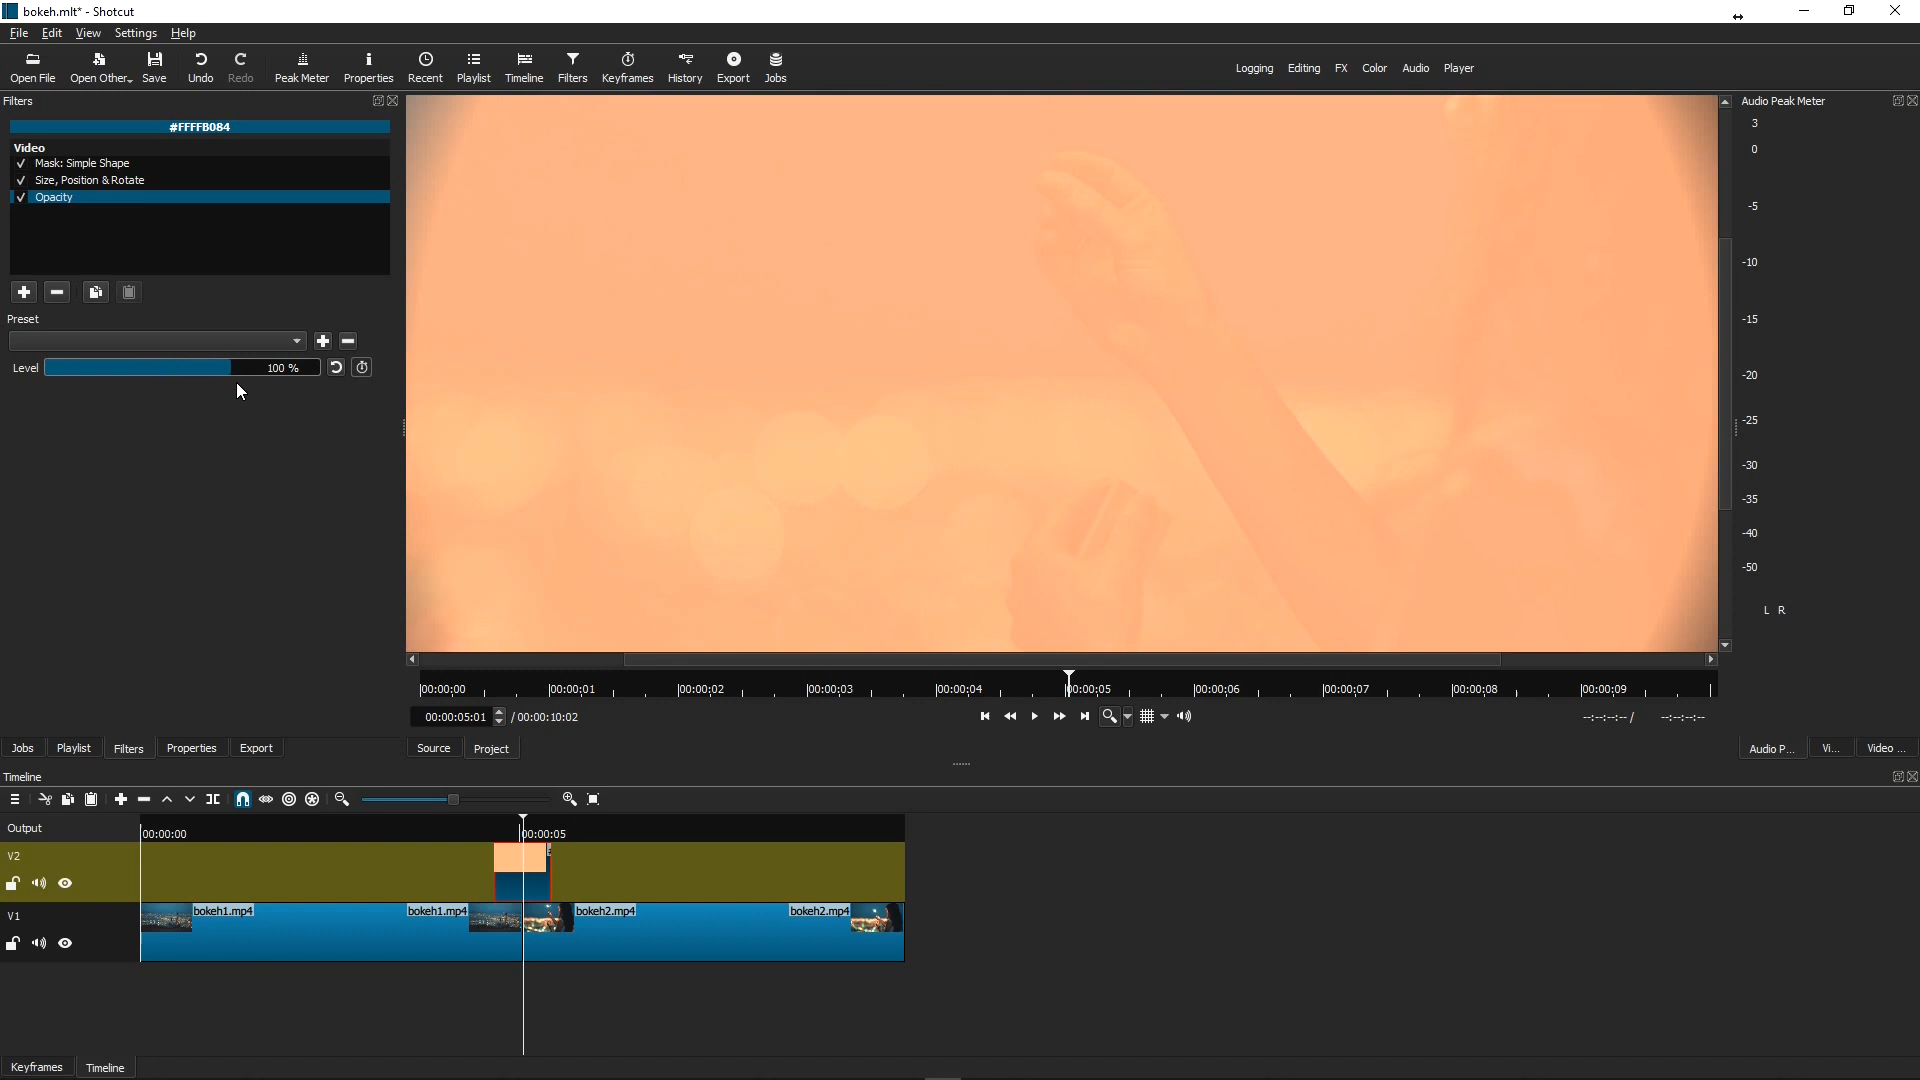 bokeh.mlt* - Shotcut
File Edit View Settings Help
Open File Open Other... Save Undo Redo Peak Meter Properties Recent Playlist Timeline Filters Keyframes History Export Jobs
Logging Editing FX Color Audio Player
Filters
#FFFFB084
Video
Mask: Simple Shape
Size, Position & Rotate
Opacity
Preset
Level 100 %
Audio Peak Meter
3
0
-5
-10
-15
-20
-25
-30
-35
-40
-50
L R
00:00:00 00:00:01 00:00:02 00:00:03 00:00:04 00:00:05 00:00:06 00:00:07 00:00:08 00:00:09
00:00:05:01 / 00:00:10:02 --:--:--:-- / --:--:--:--
Jobs Playlist Filters Properties Export
Source Project
Audio P... Vi... Video ...
Timeline
Output
00:00:00 00:00:05
V2
V1
bokeh1.mp4 bokeh1.mp4 bokeh2.mp4 bokeh2.mp4
Keyframes Timeline